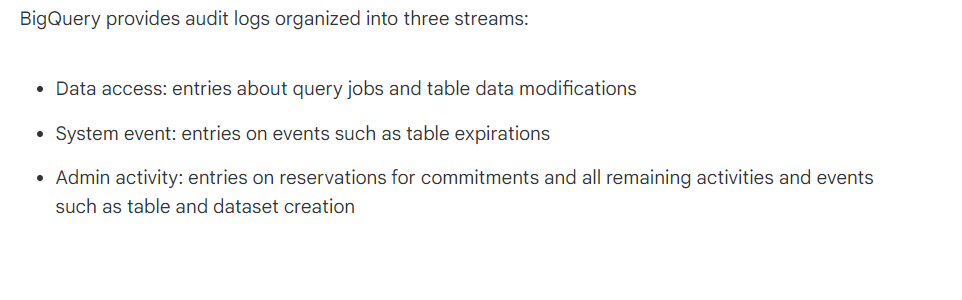 BigQuery provides audit logs organized into three streams:
• Data access: entries about query jobs and table data modifications
• System event: entries on events such as table expirations
• Admin activity: entries on reservations for commitments and all remaining activities and events
such as table and dataset creation